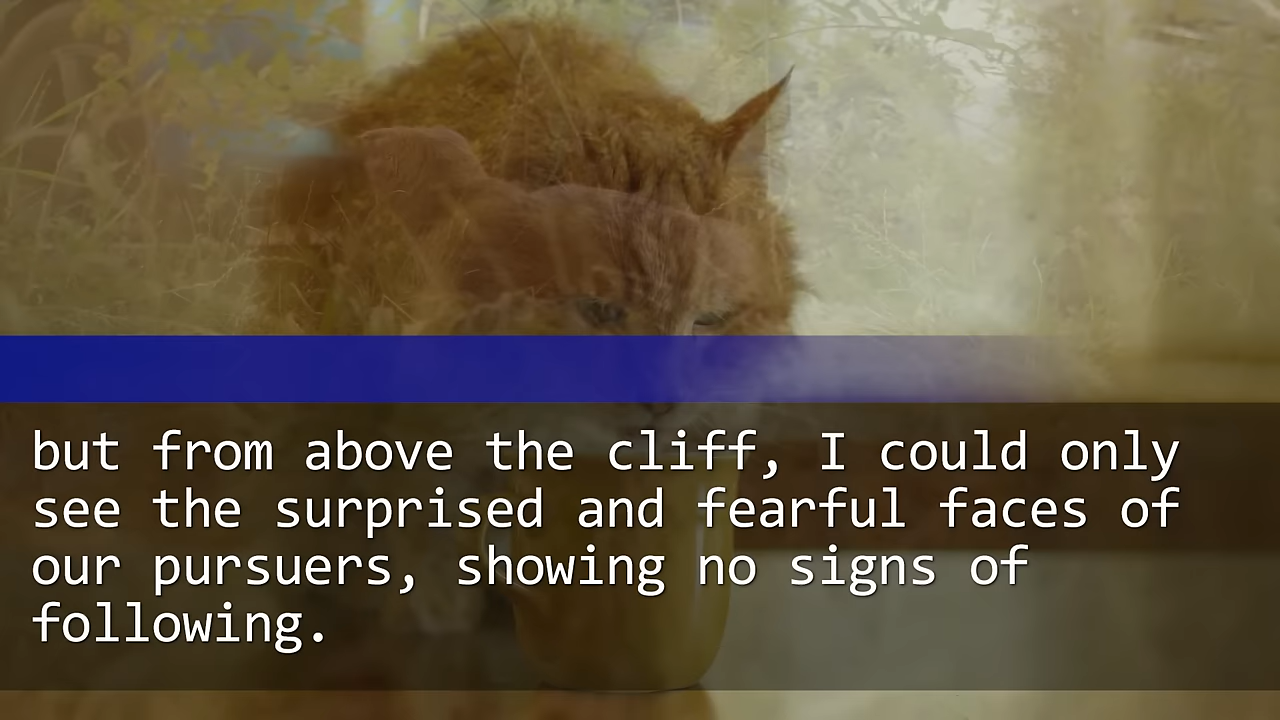 but from above the cliff, I could only
see the surprised and fearful faces of
our pursuers, showing no signs of
following.